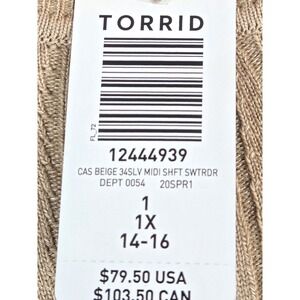 TORRID
FL_72
12444939
CAS BEIGE 34SLV MIDI SHFT SWTRDR
DEPT 0054 20SPR1
1
1X
14-16
$79.50 USA
$103.50 CAN